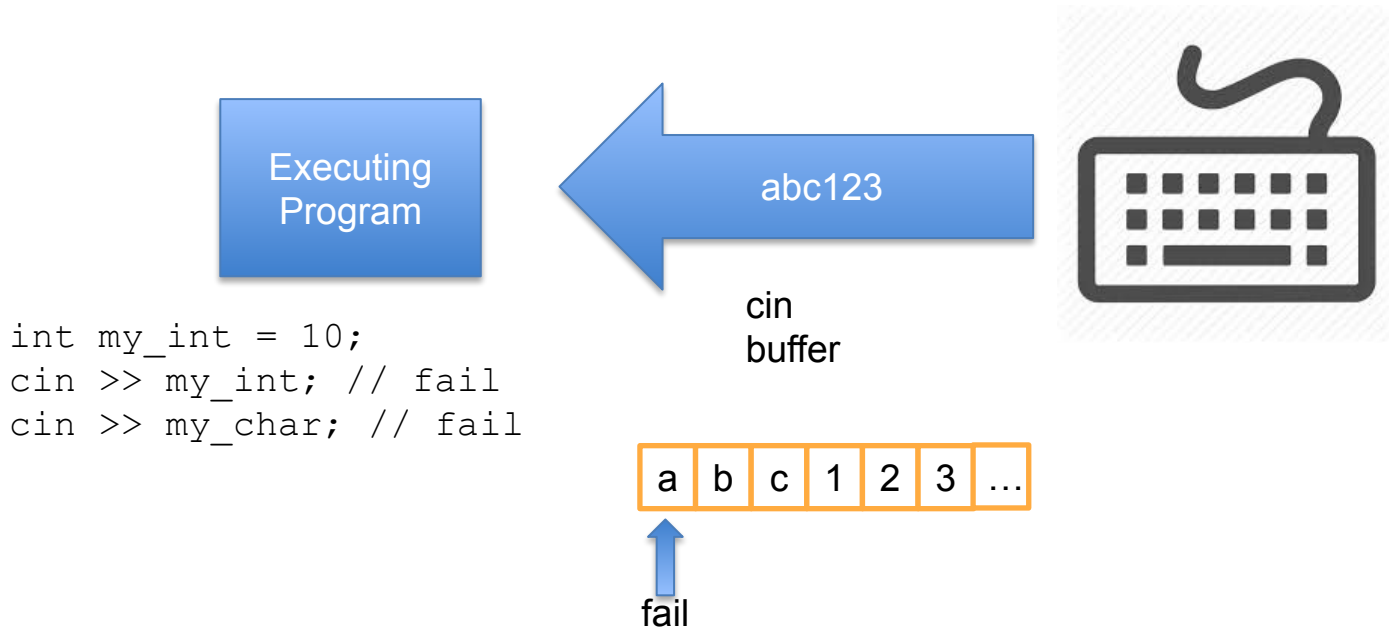 Executing
Program
abc123
cin
buffer
int my_int = 10;
cin >> my_int; // fail
cin >> my_char; // fail
a b c 1 2 3 …
fail